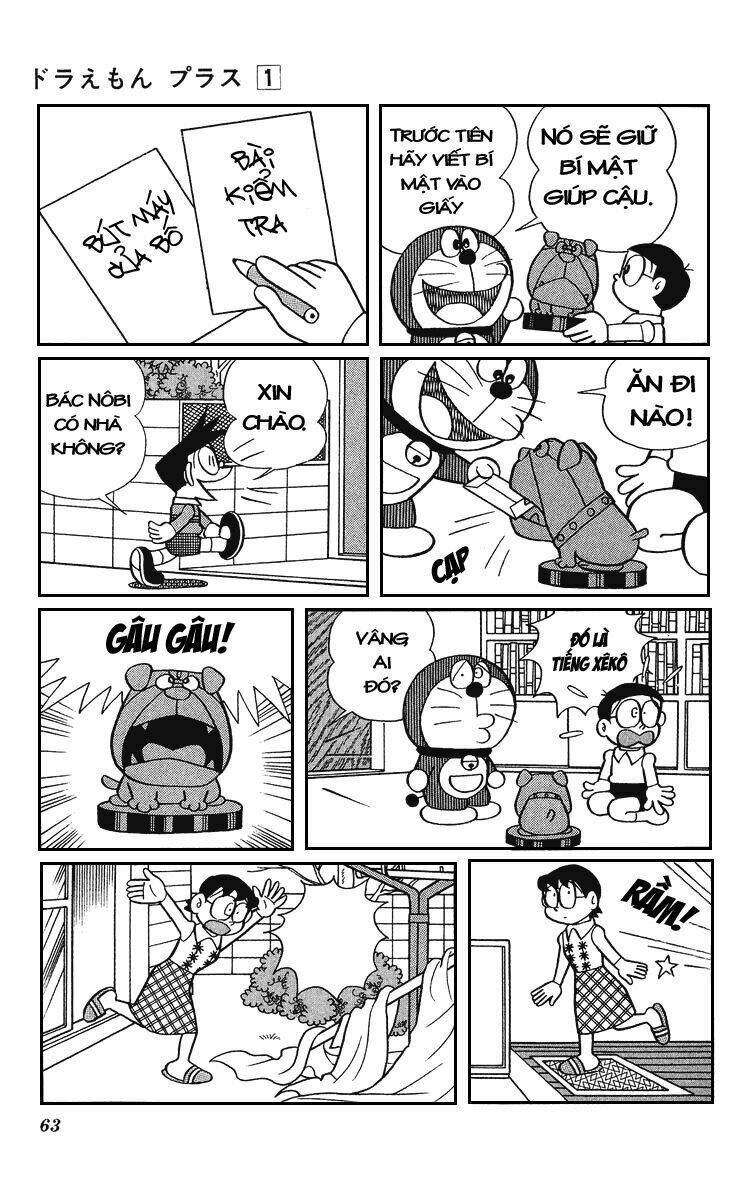 ドラえもん プラス 1
NÓ SẼ GIỮ
BÍ MẬT
GIÚP CẬU.
TRƯỚC TIÊN
HÃY VIẾT BÍ
MẬT VÀO
GIẤY
BÀI
KIỂM
TRA
BÚT MÁY
CỦA BỐ
ĂN ĐI
NÀO!
CẠP
XIN
CHÀO.
BÁC NÔBI
CÓ NHÀ
KHÔNG?
ĐÓ LÀ
TIẾNG XÊKÔ
VÂNG,
AI
ĐÓ?
GÂU GÂU!
RẦM!
63